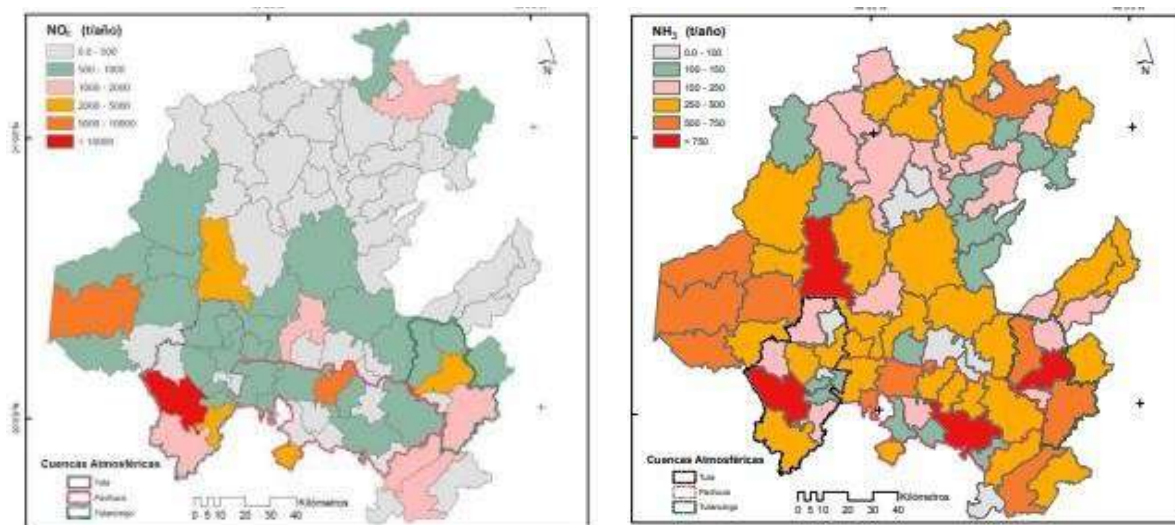 NOx (t/año)
0.0 - 500
500 - 1000
1000 - 2000
2000 - 5000
5000 - 10000
> 10000
N
Cuencas Atmosféricas
Tula
Pachuca
Tulancingo
Kilómetros
0 5 10 20 30 40
NH3 (t/año)
0.0 - 100
100 - 150
150 - 250
250 - 500
500 - 750
> 750
N
Cuencas Atmosféricas
Tula
Pachuca
Tulancingo
Kilómetros
0 5 10 20 30 40